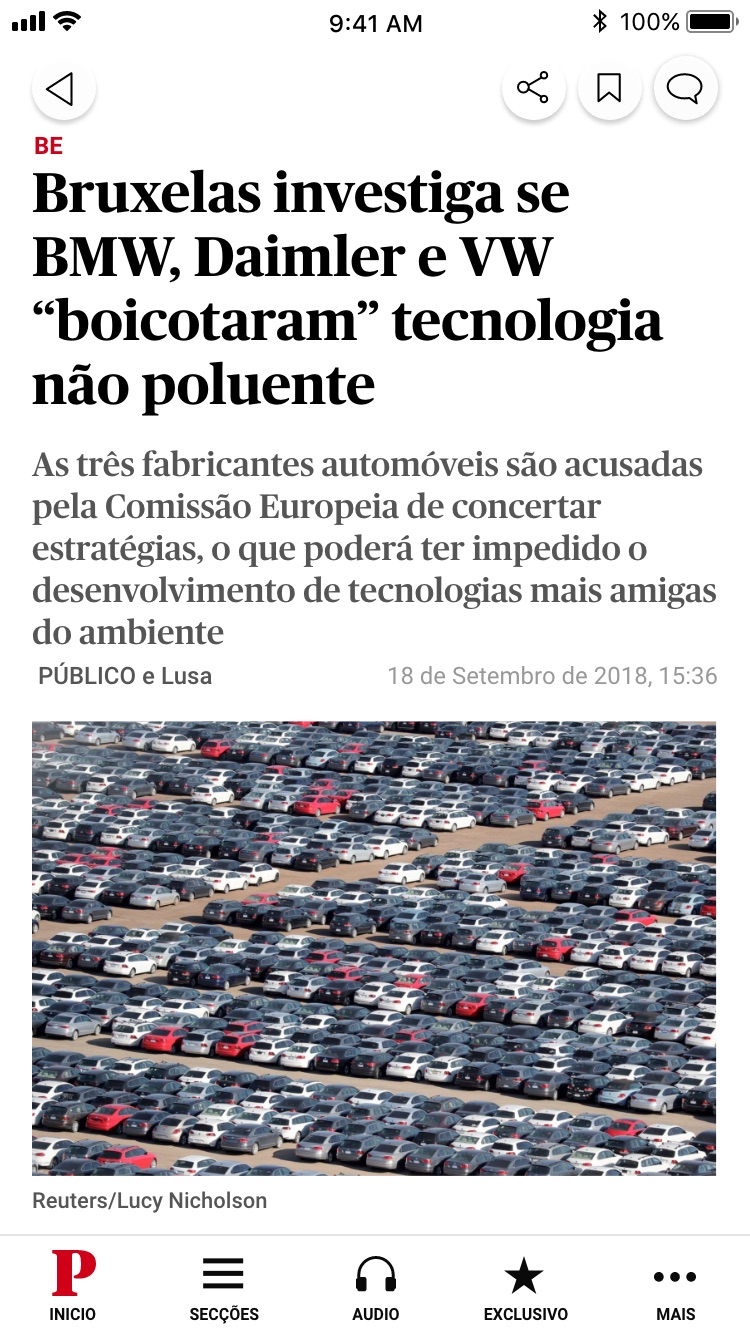 9:41 AM 100%
BE
Bruxelas investiga se
BMW, Daimler e VW
“boicotaram” tecnologia
não poluente
As três fabricantes automóveis são acusadas
pela Comissão Europeia de concertar
estratégias, o que poderá ter impedido o
desenvolvimento de tecnologias mais amigas
do ambiente
PÚBLICO e Lusa 18 de Setembro de 2018, 15:36
Reuters/Lucy Nicholson
P
INICIO SECÇÕES AUDIO EXCLUSIVO MAIS